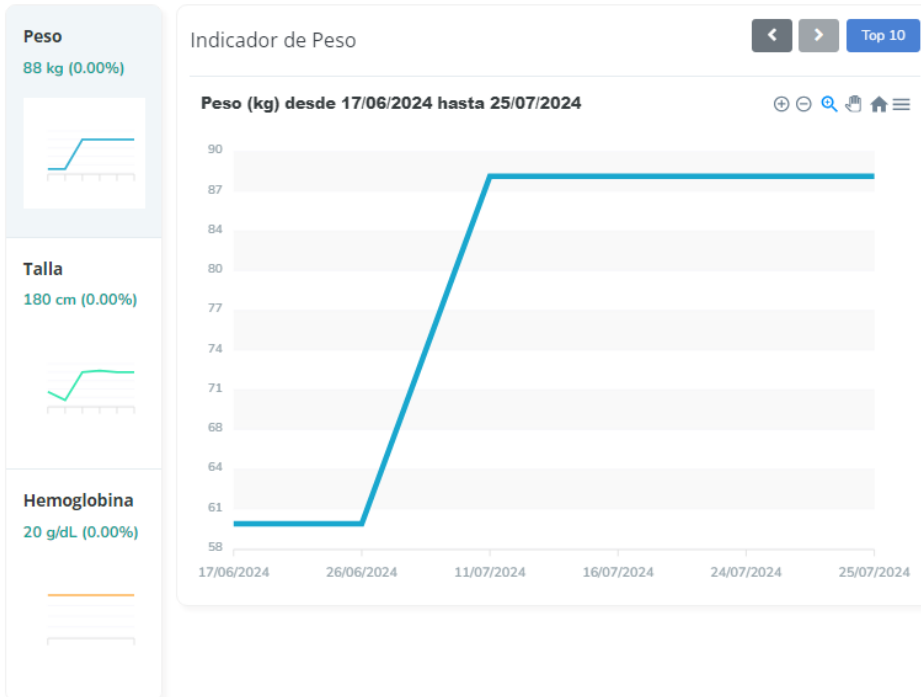 Peso
88 kg (0.00%)
Talla
180 cm (0.00%)
Hemoglobina
20 g/dL (0.00%)
Indicador de Peso
Top 10
Peso (kg) desde 17/06/2024 hasta 25/07/2024
90
87
84
80
77
74
71
68
64
61
58
17/06/2024 26/06/2024 11/07/2024 16/07/2024 24/07/2024 25/07/2024